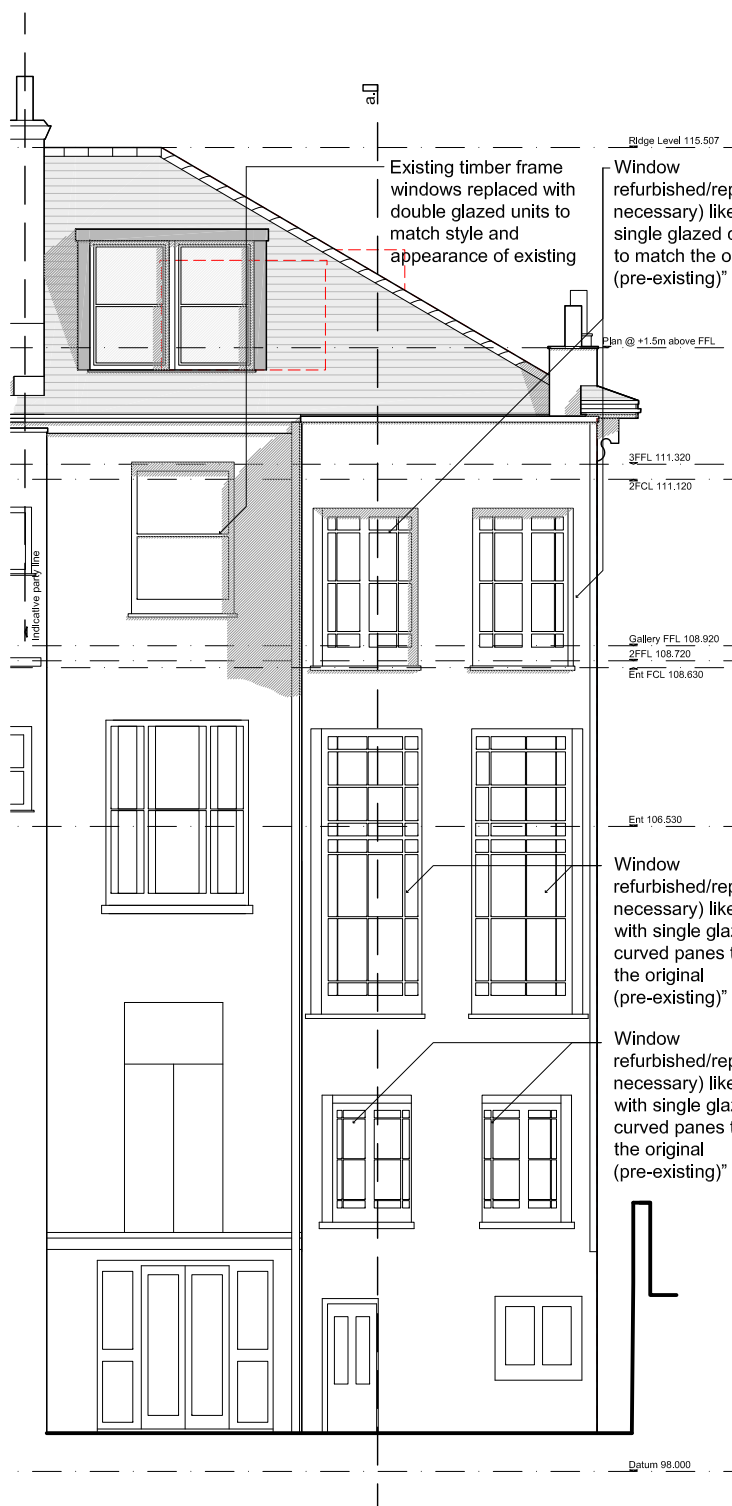 a.
Ridge Level 115.507
Existing timber frame
windows replaced with
double glazed units to
match style and
appearance of existing
Window
refurbished/rep
necessary) like
single glazed
to match the
(pre-existing)”
Plan @ +1.5m above FFL
3FFL 111.320
2FCL 111.120
Indicative party line
Gallery FFL 108.920
2FFL 108.720
Ent FCL 108.630
Ent 106.530
Window
refurbished/rep
necessary) like
with single glaz
curved panes
the original
(pre-existing)”
Window
refurbished/rep
necessary) like
with single glaz
curved panes
the original
(pre-existing)”
Datum 98.000